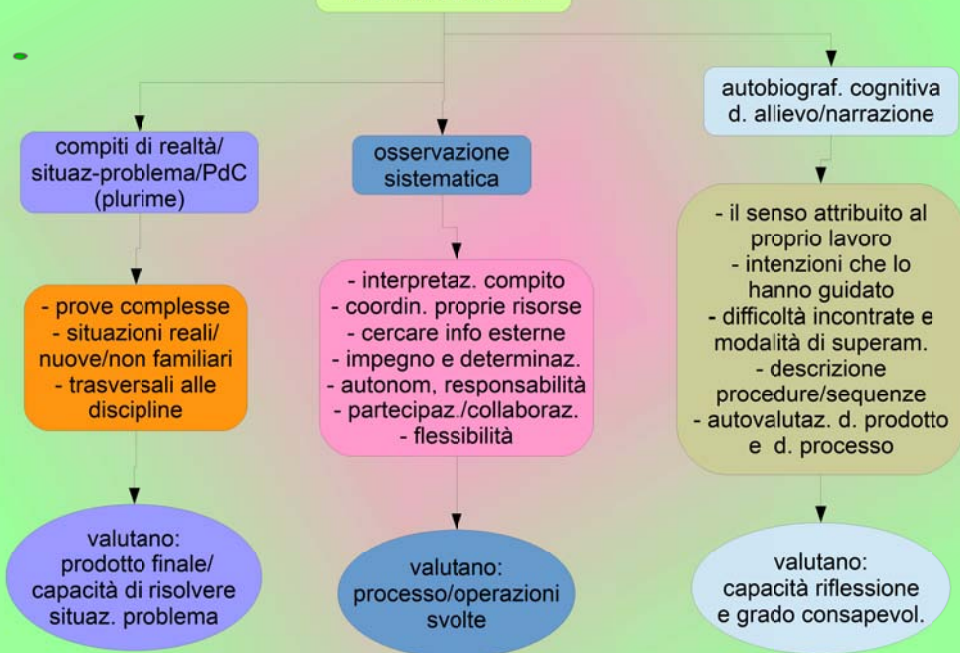 compiti di realtà/
situaz-problema/PdC
(plurime)
- prove complesse
- situazioni reali/
nuove/non familiari
- trasversali alle
discipline
valutano:
prodotto finale/
capacità di risolvere
situaz. problema
osservazione
sistematica
- interpretaz. compito
- coordin. proprie risorse
- cercare info esterne
- impegno e determinaz.
- autonom, responsabilità
- partecipaz./collaboraz.
- flessibilità
valutano:
processo/operazioni
svolte
autobiograf. cognitiva
d. allievo/narrazione
- il senso attribuito al
proprio lavoro
- intenzioni che lo
hanno guidato
- difficoltà incontrate e
modalità di superam.
- descrizione
procedure/sequenze
- autovalutaz. d. prodotto
e d. processo
valutano:
capacità riflessione
e grado consapevol.